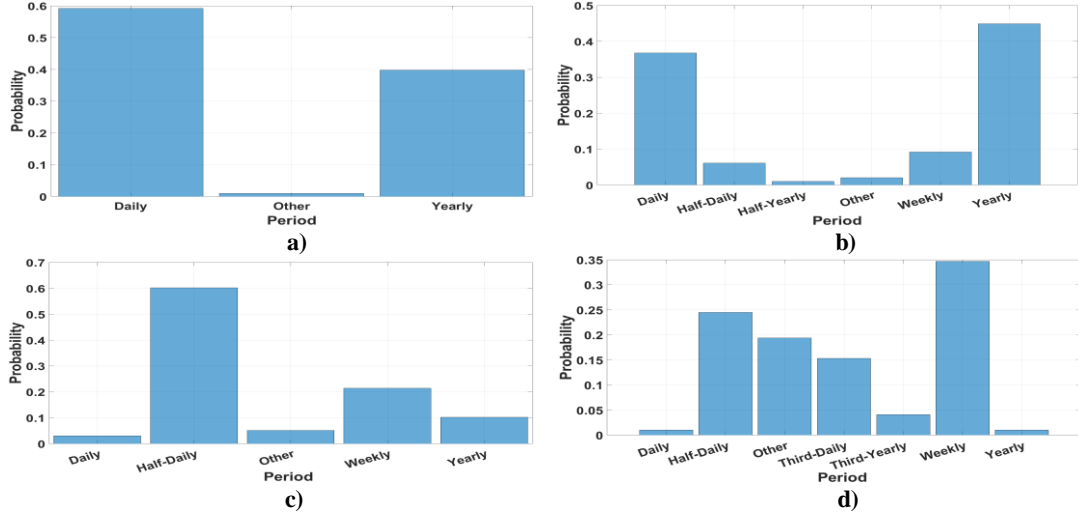 0.6
0.5
0.4
0.3
0.2
0.1
0
Probability
Daily
Other
Yearly
Period
a)
0.5
0.4
0.3
0.2
0.1
0
Probability
Daily
Half-Daily
Half-Yearly
Other
Weekly
Yearly
Period
b)
0.7
0.6
0.5
0.4
0.3
0.2
0.1
0
Probability
Daily
Half-Daily
Other
Weekly
Yearly
Period
c)
0.35
0.3
0.25
0.2
0.15
0.1
0.05
0
Probability
Daily
Half-Daily
Other
Third-Daily
Third-Yearly
Weekly
Yearly
Period
d)